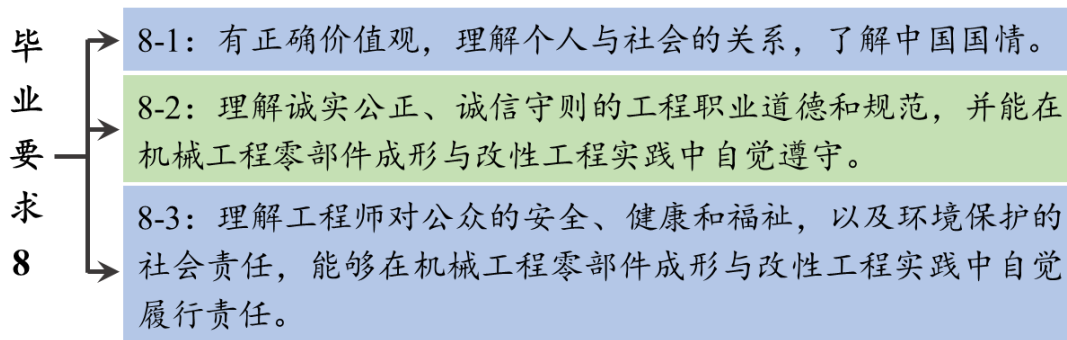 毕业要求8
8-1：有正确价值观，理解个人与社会的关系，了解中国国情。
8-2：理解诚实公正、诚信守则的工程职业道德和规范，并能在
机械工程零部件成形与改性工程实践中自觉遵守。
8-3：理解工程师对公众的安全、健康和福祉，以及环境保护的
社会责任，能够在机械工程零部件成形与改性工程实践中自觉
履行责任。